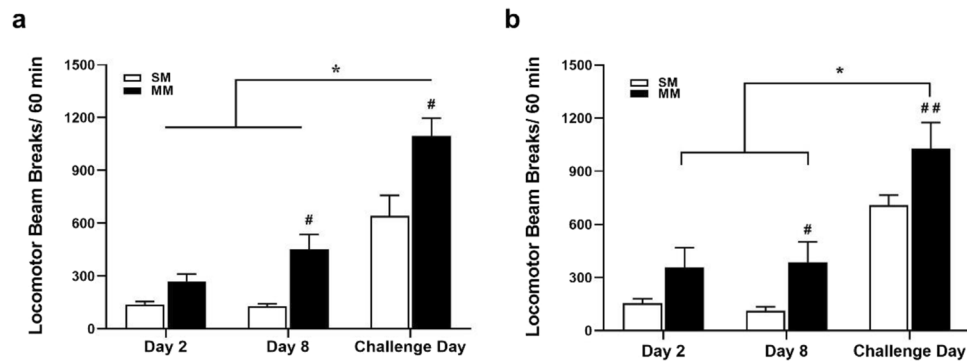 a
Locomotor Beam Breaks/ 60 min
1500
1200
900
600
300
0
SM
MM
*
#
#
Day 2
Day 8
Challenge Day
b
Locomotor Beam Breaks/ 60 min
1500
1200
900
600
300
0
SM
MM
*
##
#
Day 2
Day 8
Challenge Day